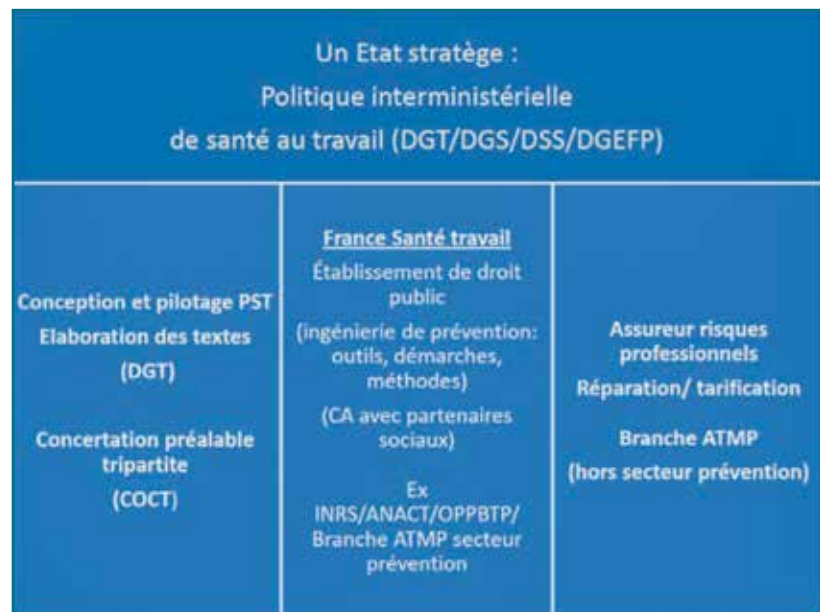 Un Etat stratège :
Politique interministérielle
de santé au travail (DGT/DGS/DSS/DGEFP)
Conception et pilotage PST
Elaboration des textes
(DGT)
Concertation préalable
tripartite
(COCT)
France Santé travail
Établissement de droit
public
(ingénierie de prévention:
outils, démarches,
méthodes)
(CA avec partenaires
sociaux)
Ex
INRS/ANACT/OPPBTP/
Branche ATMP secteur
prévention
Assureur risques
professionnels
Réparation/ tarification
Branche ATMP
(hors secteur prévention)